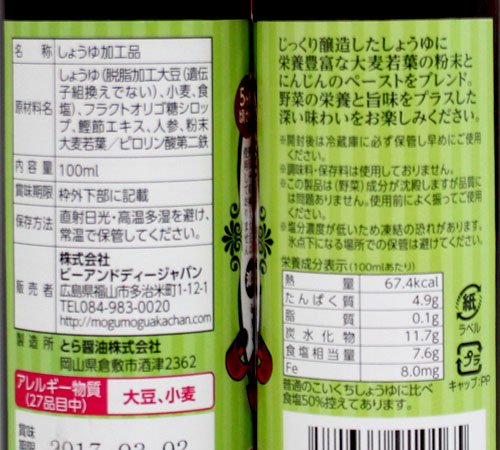 名 称 しょうゆ加工品
原材料名 しょうゆ(脱脂加工大豆(遺伝
子組換えでない)、小麦、食
塩)、フラクトオリゴ糖シロッ
プ、鰹節エキス、人参、粉末
大麦若葉/ピロリン酸第二鉄
内 容 量 100ml
賞味期限 枠外下部に記載
保存方法 直射日光・高温多湿を避け、
常温で保管してください。
販 売 者 株式会社
ビーアンドディージャパン
広島県福山市多治米町1-12-1
TEL084-983-0020
http://mogumoguakachan.com
製 造 所 とら醤油株式会社
岡山県倉敷市酒津2362
アレルギー物質
(27品目中) 大豆、小麦
賞味
期限 2017.03.02
じっくり醸造したしょうゆに
栄養豊富な大麦若葉の粉末と
にんじんのペーストをブレンド。
野菜の栄養と旨味をプラスした
深い味わいをお楽しみください。
※開封後は冷蔵庫に必ず保管し早めにご使用
ください。
※調味料・保存料は使用しておりません。
※この製品は(野菜)成分が沈殿しますが品質に
は問題ありません。使用前によく振ってご使用
ください。
※塩分濃度が低いため凍結の恐れがあります。
氷点下になる場所での保管は避けてください。
栄養成分表示(100mlあたり)
熱 量 67.4kcal
たんぱく質 4.9g
脂 質 0.1g
炭 水 化 物 11.7g
食塩相当量 7.6g
Fe 8.0mg
普通のこいくちしょうゆに比べ
食塩50%控えてあります。
紙
ラベル
プラ
キャップ:PP